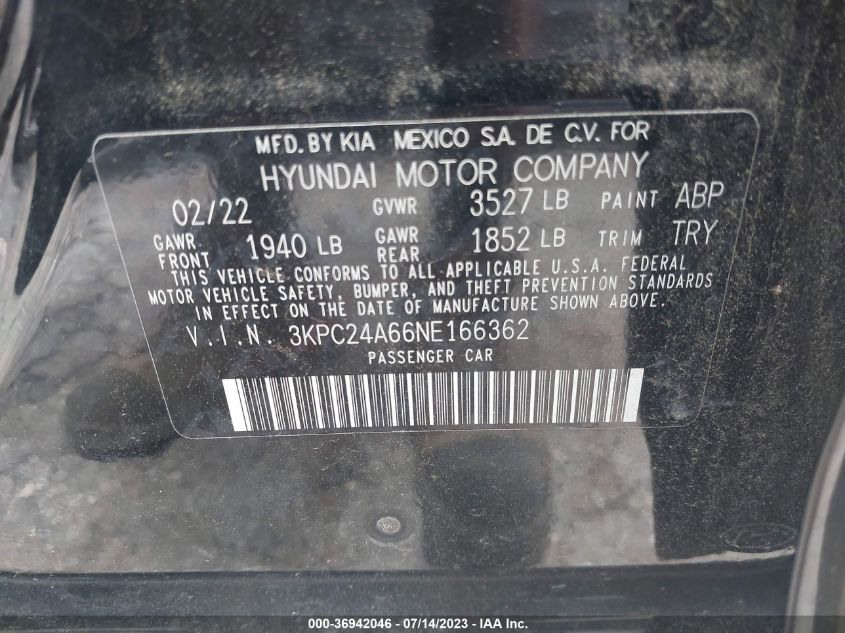 MFD. BY KIA MEXICO S.A. DE C.V. FOR
HYUNDAI MOTOR COMPANY
02/22 GVWR 3527 LB PAINT ABP
GAWR FRONT 1940 LB GAWR REAR 1852 LB TRIM TRY
THIS VEHICLE CONFORMS TO ALL APPLICABLE U.S.A. FEDERAL
MOTOR VEHICLE SAFETY, BUMPER, AND THEFT PREVENTION STANDARDS
IN EFFECT ON THE DATE OF MANUFACTURE SHOWN ABOVE.
V.I.N. 3KPC24A66NE166362
PASSENGER CAR
000-36942046 - 07/14/2023 - IAA Inc.